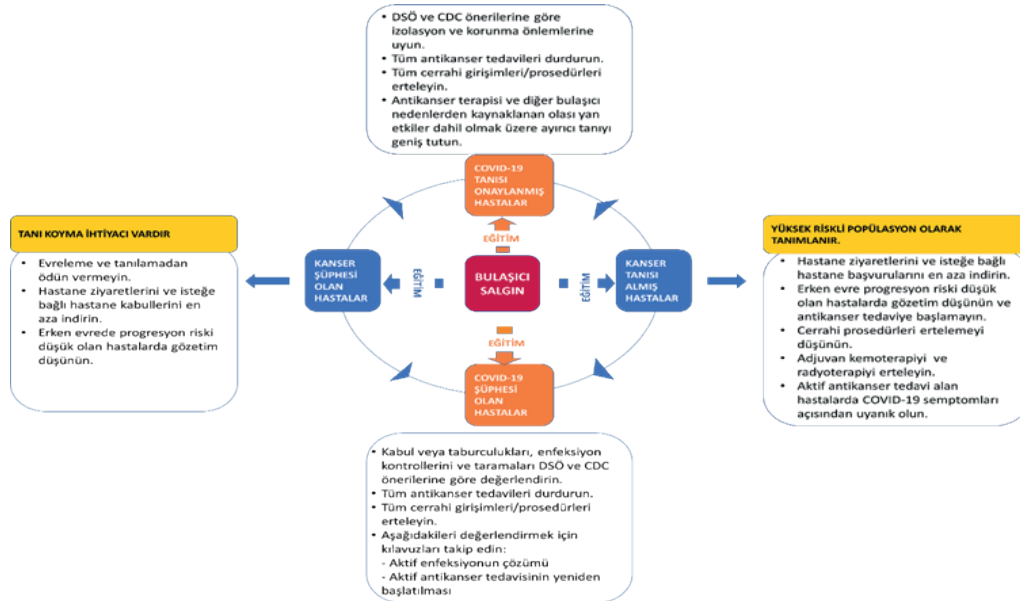 • DSÖ ve CDC önerilerine göre
izolasyon ve korunma önlemlerine
uyun.
• Tüm antikanser tedavileri durdurun.
• Tüm cerrahi girişimleri/prosedürleri
erteleyin.
• Antikanser terapisi ve diğer bulaşıcı
nedenlerden kaynaklanan olası yan
etkiler dahil olmak üzere ayırıcı tanıyı
geniş tutun.
COVID-19
TANISI
ONAYLANMIŞ
HASTALAR
EĞİTİM
TANI KOYMA İHTİYACI VARDIR
• Evreleme ve tanılamadan
ödün vermeyin.
• Hastane ziyaretlerini ve isteğe
bağlı hastane kabullerini en
aza indirin.
• Erken evrede progresyon riski
düşük olan hastalarda gözetim
düşünün.
KANSER
ŞÜPHESİ
OLAN
HASTALAR
EĞİTİM
BULAŞICI
SALGIN
EĞİTİM
KANSER
TANISI
ALMIŞ
HASTALAR
YÜKSEK RİSKLİ POPÜLASYON OLARAK
TANIMLANIR.
• Hastane ziyaretlerini ve isteğe bağlı
hastane başvurularını en aza indirin.
• Erken evre progresyon riski düşük
olan hastalarda gözetim düşünün ve
antikanser tedaviye başlamayın.
• Cerrahi prosedürleri ertelemeyi
düşünün.
• Adjuvan kemoterapiyi ve
radyoterapiyi erteleyin.
• Aktif antikanser tedavi alan
hastalarda COVID-19 semptomları
açısından uyanık olun.
EĞİTİM
COVID-19
ŞÜPHESİ
OLAN
HASTALAR
• Kabul veya taburculukları, enfeksiyon
kontrollerini ve taramaları DSÖ ve CDC
önerilerine göre değerlendirin.
• Tüm antikanser tedavileri durdurun.
• Tüm cerrahi girişimleri/prosedürleri
erteleyin.
• Aşağıdakileri değerlendirmek için
kılavuzları takip edin:
- Aktif enfeksiyonun çözümü
- Aktif antikanser tedavisinin yeniden
başlatılması